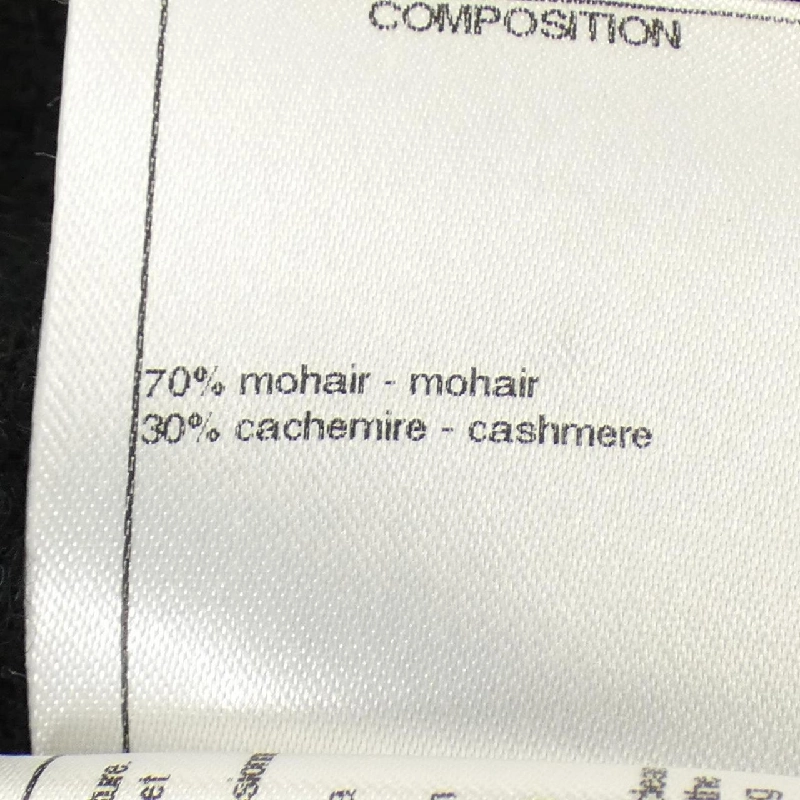 COMPOSITION
70% mohair - mohair
30% cachemire - cashmere